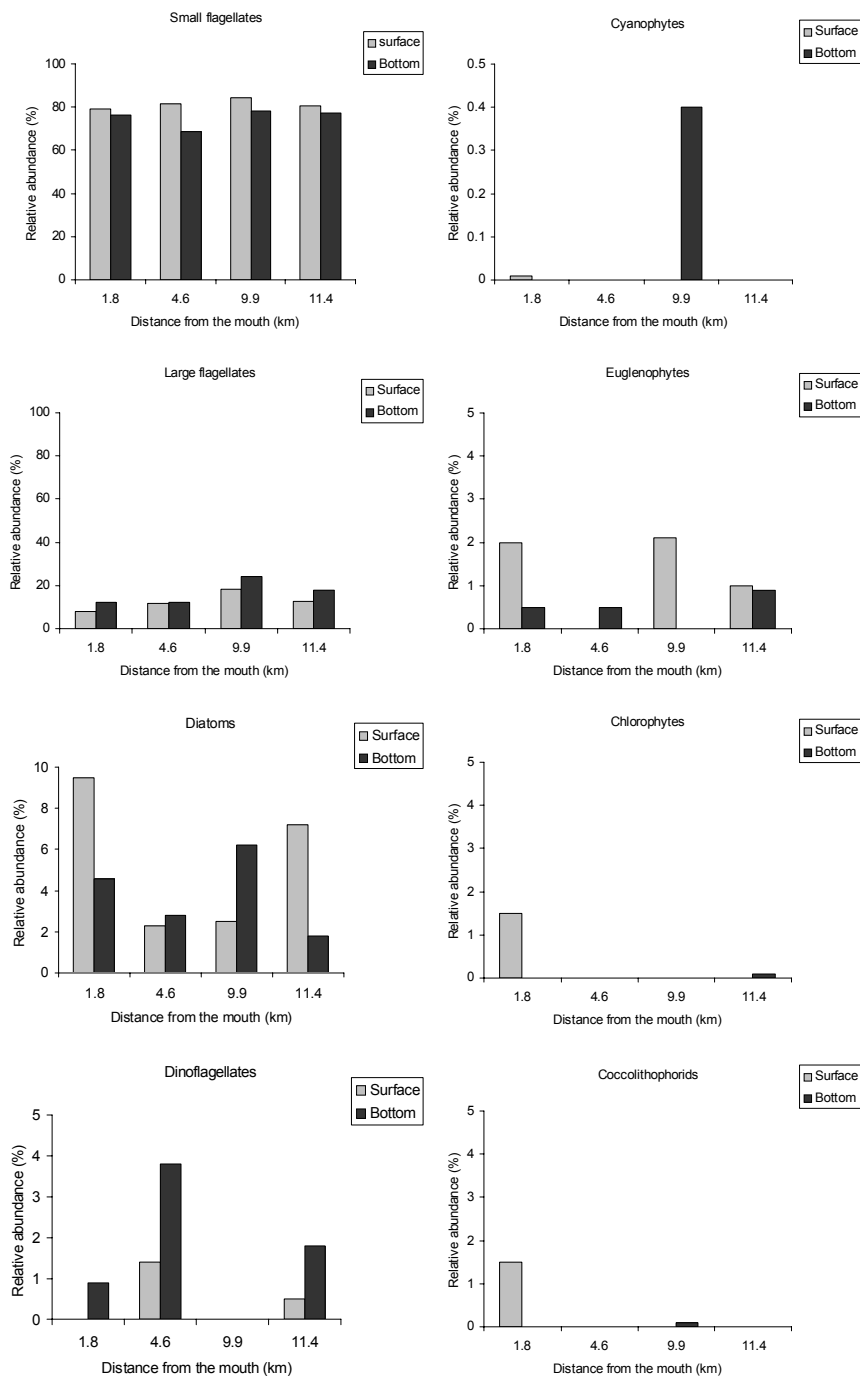 Small flagellates
surface
Bottom
Relative abundance (%)
100
80
60
40
20
0
1.8 4.6 9.9 11.4
Distance from the mouth (km)
Cyanophytes
Surface
Bottom
Relative abundance (%)
0.5
0.4
0.3
0.2
0.1
0
1.8 4.6 9.9 11.4
Distance from the mouth (km)
Large flagellates
Surface
Bottom
Relative abundance (%)
100
80
60
40
20
0
1.8 4.6 9.9 11.4
Distance from the mouth (km)
Euglenophytes
Surface
Bottom
Relative abundance (%)
5
4
3
2
1
0
1.8 4.6 9.9 11.4
Distance from the mouth (km)
Diatoms
Surface
Bottom
Relative abundance (%)
10
8
6
4
2
0
1.8 4.6 9.9 11.4
Distance from the mouth (km)
Chlorophytes
Surface
Bottom
Relative abundance (%)
5
4
3
2
1
0
1.8 4.6 9.9 11.4
Distance from the mouth (km)
Dinoflagellates
Surface
Bottom
Relative abundance (%)
5
4
3
2
1
0
1.8 4.6 9.9 11.4
Distance from the mouth (km)
Coccolithophorids
Surface
Bottom
Relative abundance (%)
5
4
3
2
1
0
1.8 4.6 9.9 11.4
Distance from the mouth (km)